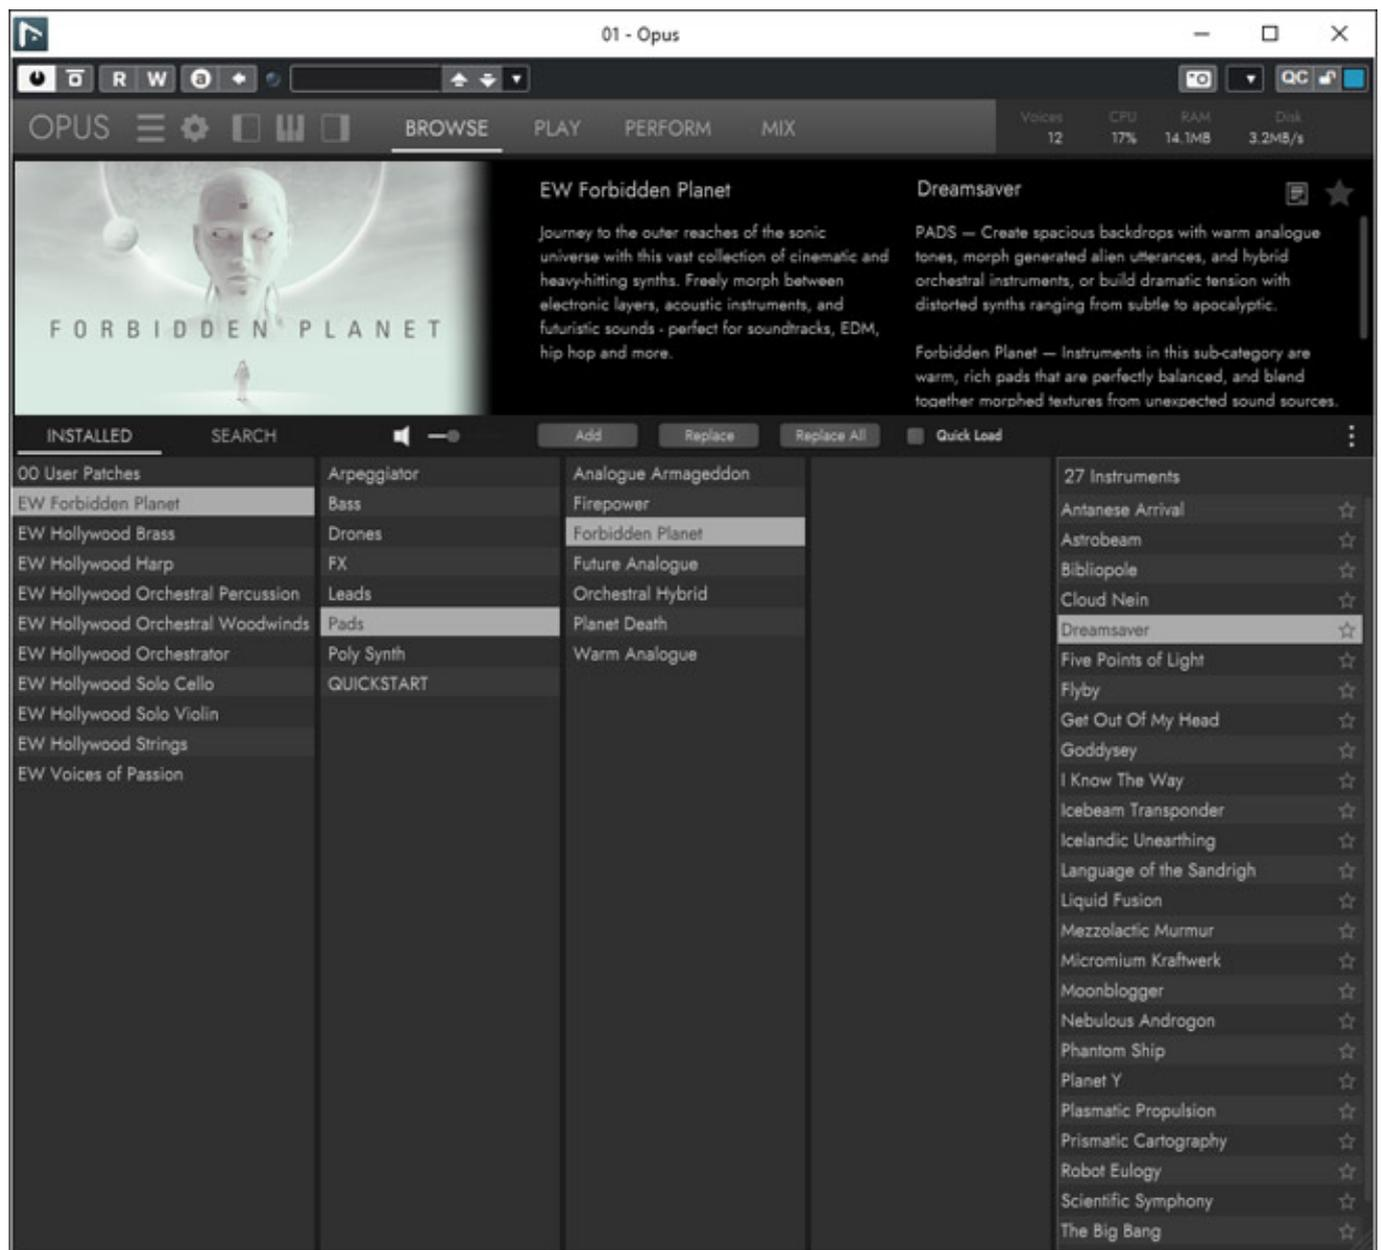 01 - Opus
R W a QC
OPUS BROWSE PLAY PERFORM MIX
Voices CPU RAM Disk
12 17% 14.1MB 3.2MB/s
FORBIDDEN PLANET
EW Forbidden Planet
Journey to the outer reaches of the sonic
universe with this vast collection of cinematic and
heavy-hitting synths. Freely morph between
electronic layers, acoustic instruments, and
futuristic sounds - perfect for soundtracks, EDM,
hip hop and more.
Dreamsaver
PADS — Create spacious backdrops with warm analogue
tones, morph generated alien utterances, and hybrid
orchestral instruments, or build dramatic tension with
distorted synths ranging from subtle to apocalyptic.
Forbidden Planet — Instruments in this sub-category are
warm, rich pads that are perfectly balanced, and blend
together morphed textures from unexpected sound sources.
INSTALLED SEARCH Add Replace Replace All Quick Load
00 User Patches
EW Forbidden Planet
EW Hollywood Brass
EW Hollywood Harp
EW Hollywood Orchestral Percussion
EW Hollywood Orchestral Woodwinds
EW Hollywood Orchestrator
EW Hollywood Solo Cello
EW Hollywood Solo Violin
EW Hollywood Strings
EW Voices of Passion
Arpeggiator
Bass
Drones
FX
Leads
Pads
Poly Synth
QUICKSTART
Analogue Armageddon
Firepower
Forbidden Planet
Future Analogue
Orchestral Hybrid
Planet Death
Warm Analogue
27 Instruments
Antanese Arrival
Astrobeam
Bibliopole
Cloud Nein
Dreamsaver
Five Points of Light
Flyby
Get Out Of My Head
Goddysey
I Know The Way
Icebeam Transponder
Icelandic Unearthing
Language of the Sandrigh
Liquid Fusion
Mezzolactic Murmur
Micromium Kraftwerk
Moonblogger
Nebulous Androgon
Phantom Ship
Planet Y
Plasmatic Propulsion
Prismatic Cartography
Robot Eulogy
Scientific Symphony
The Big Bang